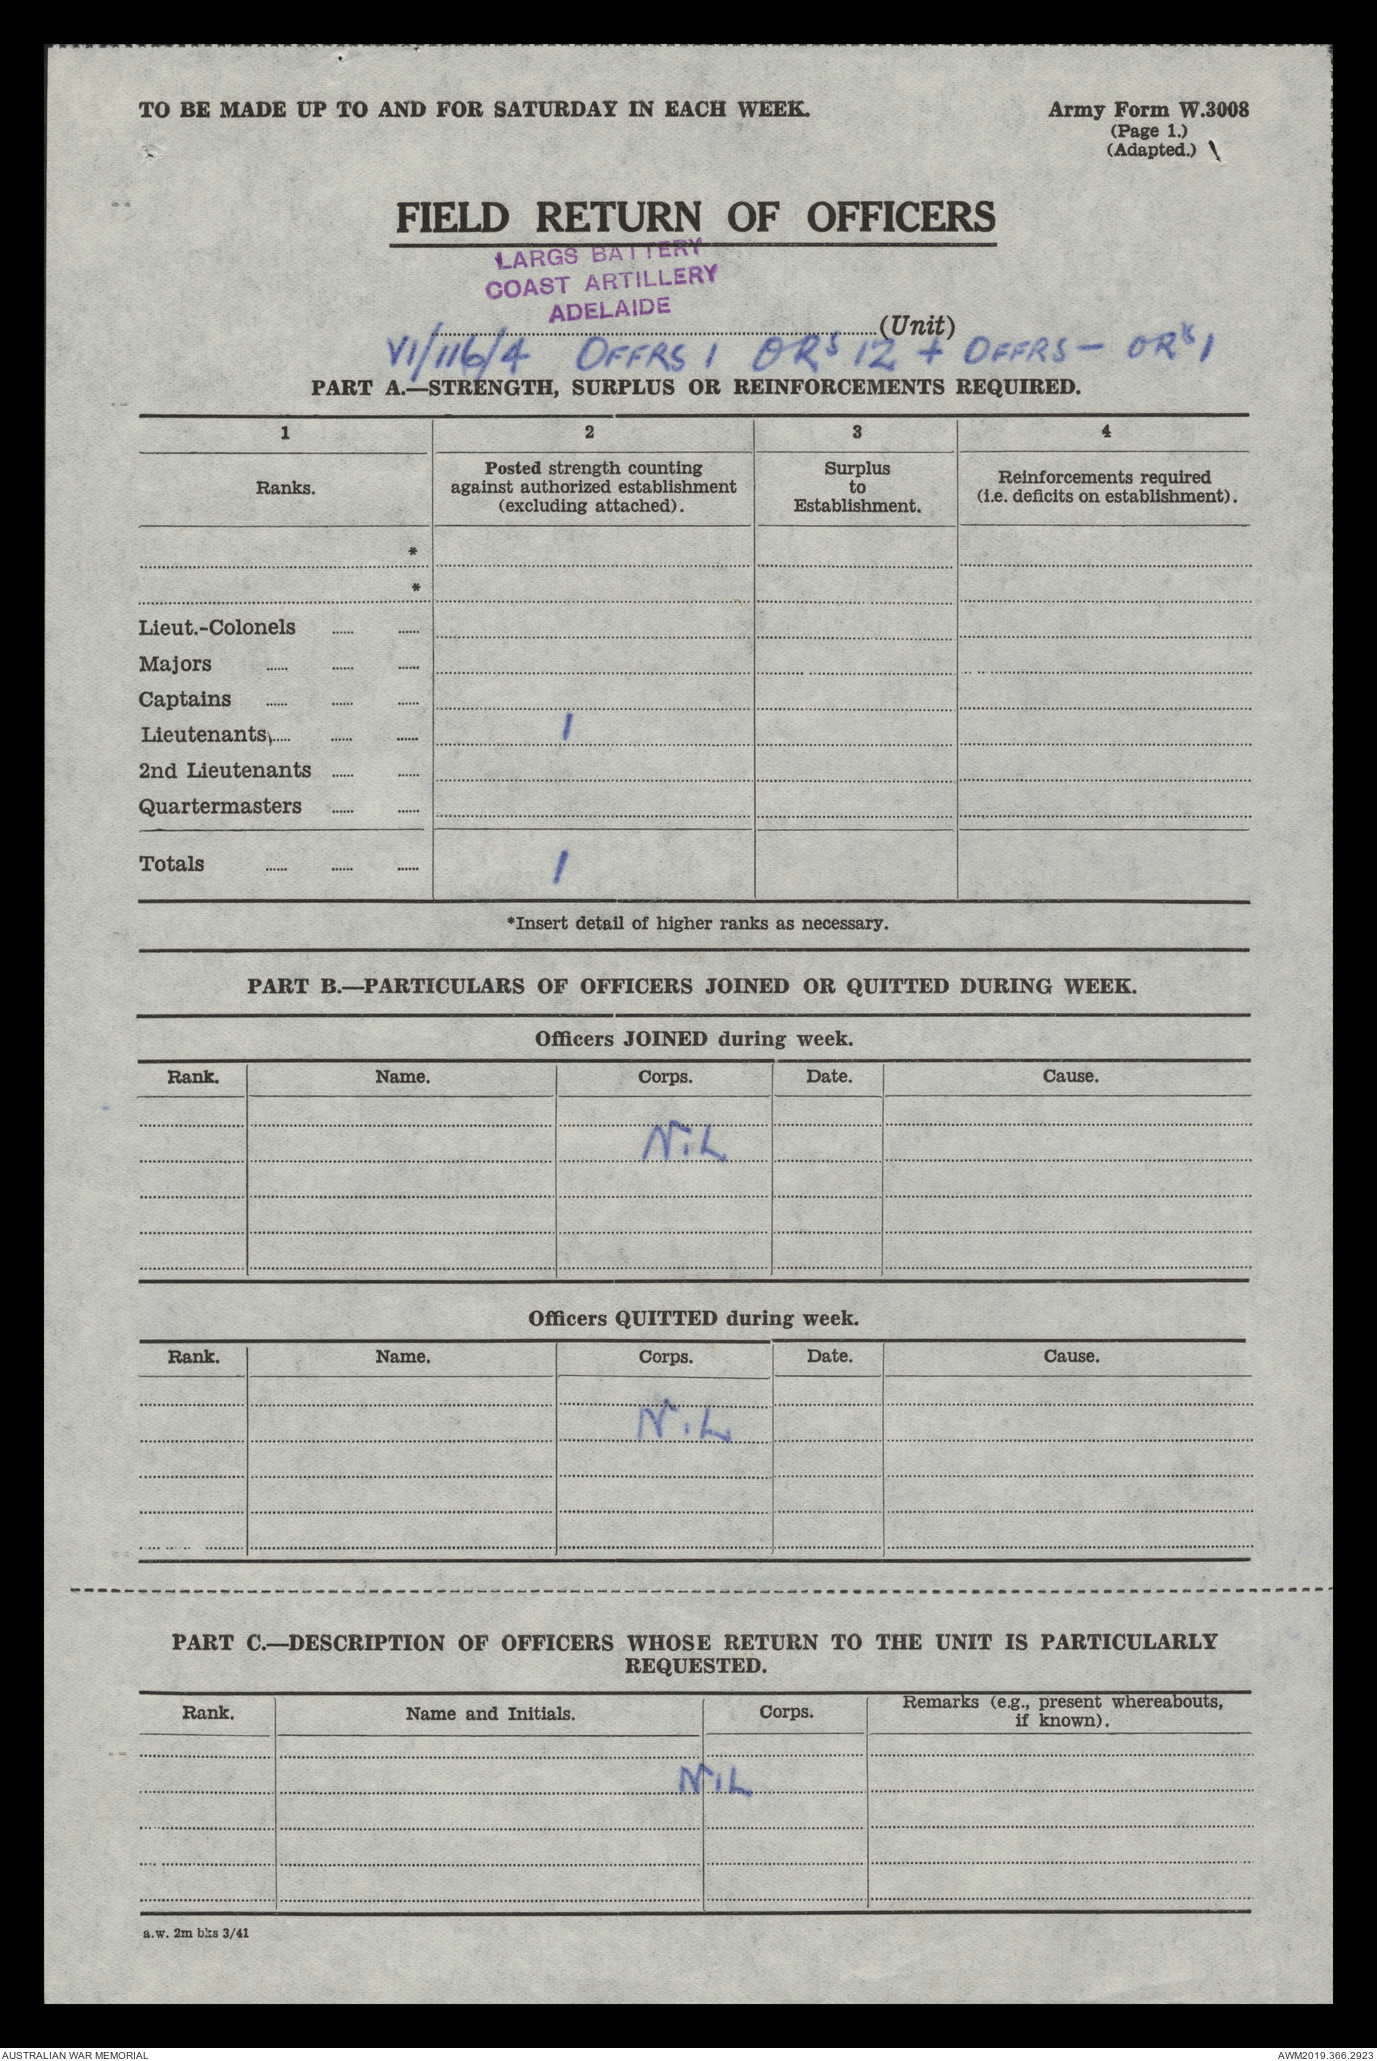 TO BE MADE UP TO AND FOR SATURDAY IN EACH WEEK.
Army Form W.3008
(Page 1.)
(Adapted.)
FIELD RETURN OF OFFICERS
LARGS BATTERY
COAST ARTILLERY
ADELAIDE
(Unit)
VI/116/4 OFFRS 1 ORS 12 + OFFRS — ORS 1
PART A.—STRENGTH, SURPLUS OR REINFORCEMENTS REQUIRED.
1 2 3 4
Ranks.
Posted strength counting
against authorized establishment
(excluding attached).
Surplus
to
Establishment.
Reinforcements required
(i.e. deficits on establishment).
*
*
Lieut.-Colonels ...... ......
Majors ...... ...... ......
Captains ...... ...... ......
Lieutenants ...... ...... ...... 1
2nd Lieutenants ...... ......
Quartermasters ...... ......
Totals ...... ...... ...... 1
*Insert detail of higher ranks as necessary.
PART B.—PARTICULARS OF OFFICERS JOINED OR QUITTED DURING WEEK.
Officers JOINED during week.
Rank. Name. Corps. Date. Cause.
NiL
Officers QUITTED during week.
Rank. Name. Corps. Date. Cause.
NiL
PART C.—DESCRIPTION OF OFFICERS WHOSE RETURN TO THE UNIT IS PARTICULARLY
REQUESTED.
Rank. Name and Initials. Corps.
Remarks (e.g., present whereabouts,
if known).
NiL
a.w. 2m bks 3/41
AUSTRALIAN WAR MEMORIAL
AWM2019.366.2923